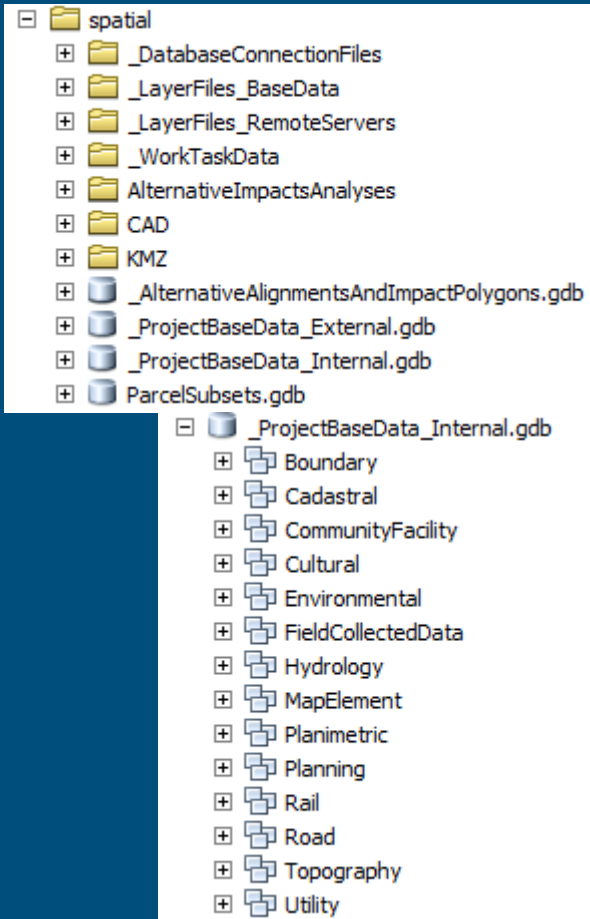 spatial
_DatabaseConnectionFiles
_LayerFiles_BaseData
_LayerFiles_RemoteServers
_WorkTaskData
AlternativeImpactsAnalyses
CAD
KMZ
_AlternativeAlignmentsAndImpactPolygons.gdb
_ProjectBaseData_External.gdb
_ProjectBaseData_Internal.gdb
ParcelSubsets.gdb
_ProjectBaseData_Internal.gdb
Boundary
Cadastral
CommunityFacility
Cultural
Environmental
FieldCollectedData
Hydrology
MapElement
Planimetric
Planning
Rail
Road
Topography
Utility